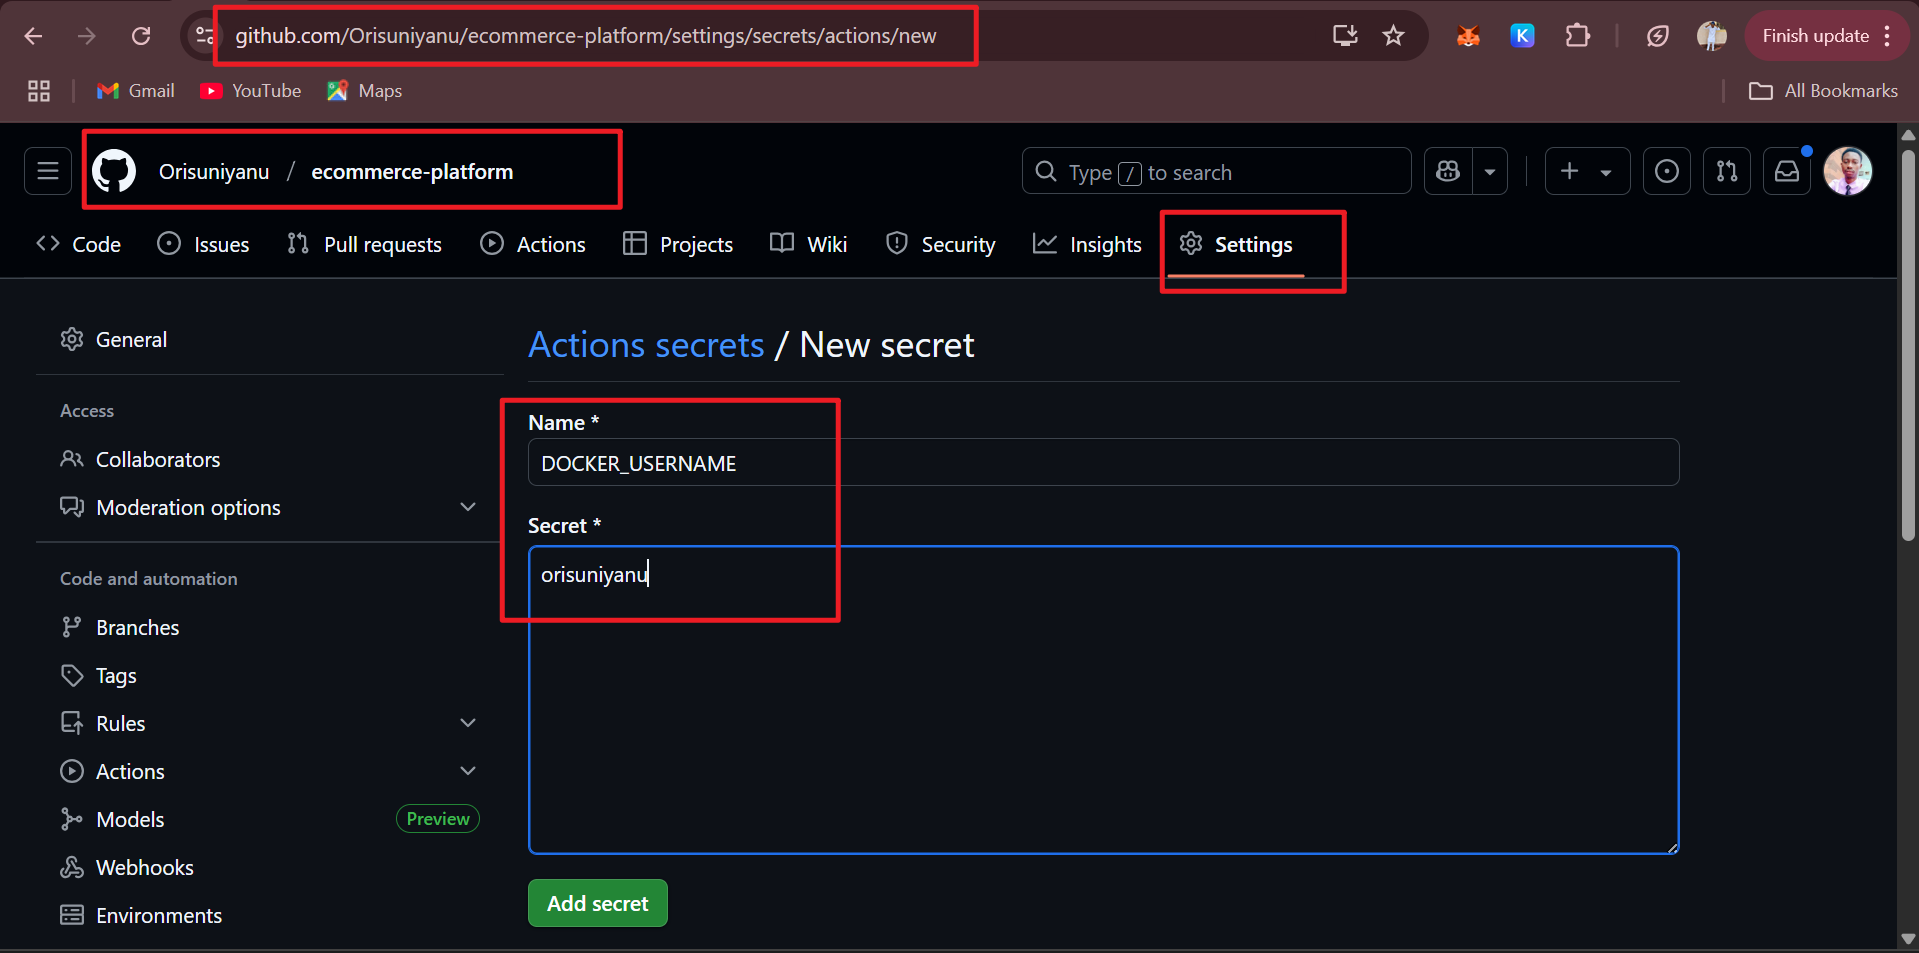 github.com/Orisuniyanu/ecommerce-platform/settings/secrets/actions/new
Finish update
Gmail YouTube Maps All Bookmarks
Orisuniyanu / ecommerce-platform
Type / to search
Code Issues Pull requests Actions Projects Wiki Security Insights Settings
General
Access
Collaborators
Moderation options
Code and automation
Branches
Tags
Rules
Actions
Models Preview
Webhooks
Environments
Actions secrets / New secret
Name *
DOCKER_USERNAME
Secret *
orisuniyanu
Add secret